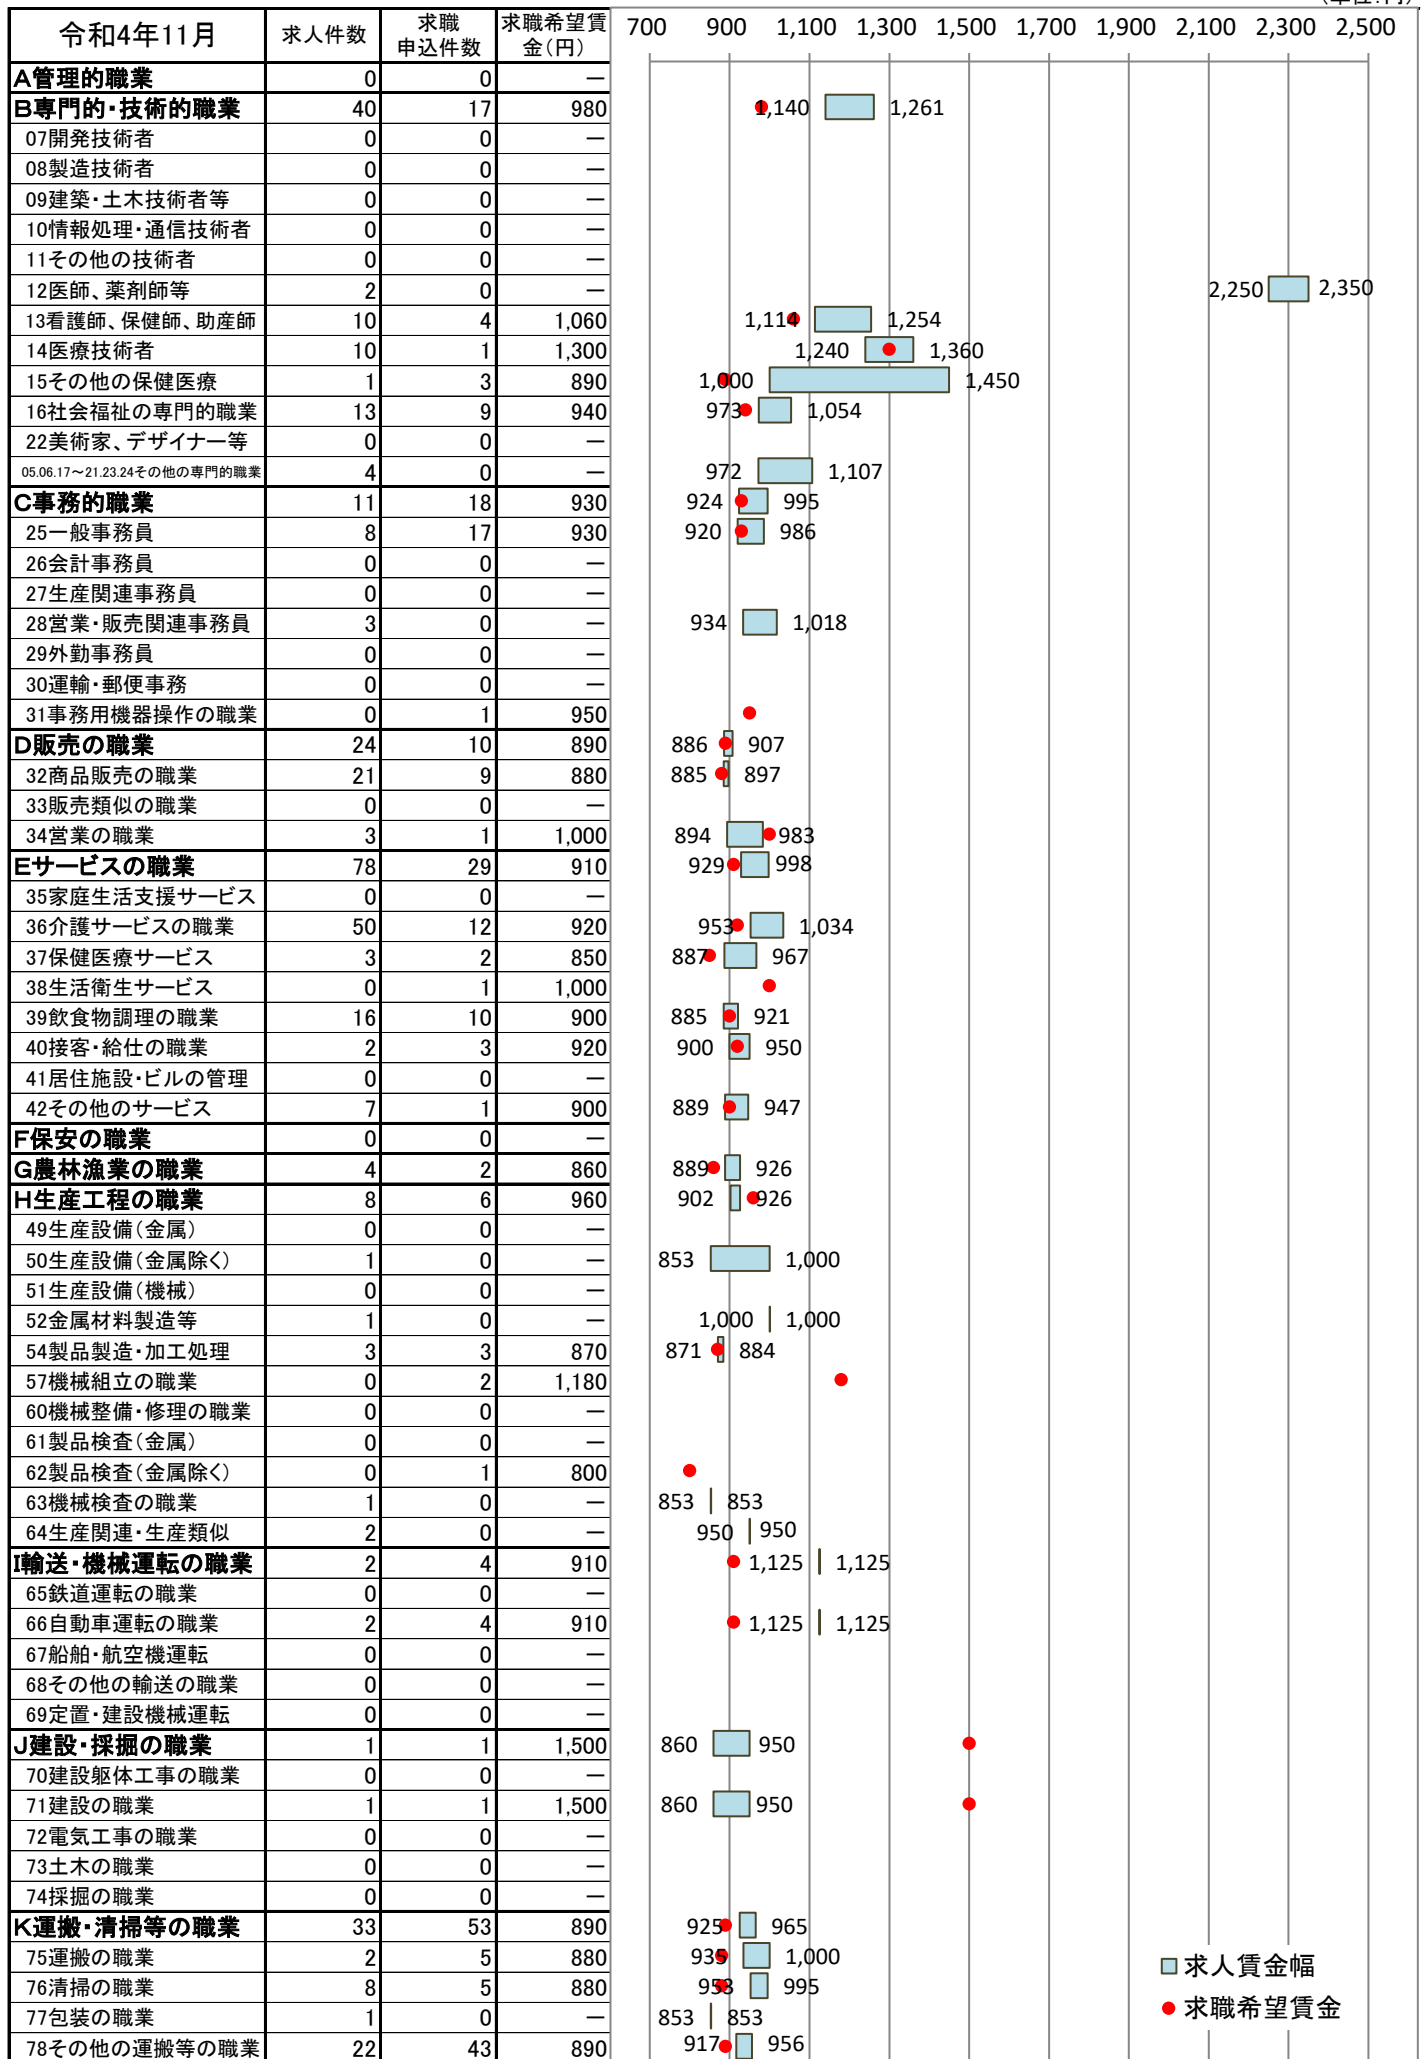 (単位:円)
令和4年11月 求人件数 求職申込件数 求職希望賃金(円) 700 900 1,100 1,300 1,500 1,700 1,900 2,100 2,300 2,500
A管理的職業 0 0 ―
B専門的・技術的職業 40 17 980 1,140 1,261
07開発技術者 0 0 ―
08製造技術者 0 0 ―
09建築・土木技術者等 0 0 ―
10情報処理・通信技術者 0 0 ―
11その他の技術者 0 0 ―
12医師、薬剤師等 2 0 ― 2,250 2,350
13看護師、保健師、助産師 10 4 1,060 1,114 1,254
14医療技術者 10 1 1,300 1,240 1,360
15その他の保健医療 1 3 890 1,000 1,450
16社会福祉の専門的職業 13 9 940 973 1,054
22美術家、デザイナー等 0 0 ―
05.06.17～21.23.24その他の専門的職業 4 0 ― 972 1,107
C事務的職業 11 18 930 924 995
25一般事務員 8 17 930 920 986
26会計事務員 0 0 ―
27生産関連事務員 0 0 ―
28営業・販売関連事務員 3 0 ― 934 1,018
29外勤事務員 0 0 ―
30運輸・郵便事務 0 0 ―
31事務用機器操作の職業 0 1 950
D販売の職業 24 10 890 886 907
32商品販売の職業 21 9 880 885 897
33販売類似の職業 0 0 ―
34営業の職業 3 1 1,000 894 983
Eサービスの職業 78 29 910 929 998
35家庭生活支援サービス 0 0 ―
36介護サービスの職業 50 12 920 953 1,034
37保健医療サービス 3 2 850 887 967
38生活衛生サービス 0 1 1,000
39飲食物調理の職業 16 10 900 885 921
40接客・給仕の職業 2 3 920 900 950
41居住施設・ビルの管理 0 0 ―
42その他のサービス 7 1 900 889 947
F保安の職業 0 0 ―
G農林漁業の職業 4 2 860 889 926
H生産工程の職業 8 6 960 902 926
49生産設備(金属) 0 0 ―
50生産設備(金属除く) 1 0 ― 853 1,000
51生産設備(機械) 0 0 ―
52金属材料製造等 1 0 ― 1,000 1,000
54製品製造・加工処理 3 3 870 871 884
57機械組立の職業 0 2 1,180
60機械整備・修理の職業 0 0 ―
61製品検査(金属) 0 0 ―
62製品検査(金属除く) 0 1 800
63機械検査の職業 1 0 ― 853 853
64生産関連・生産類似 2 0 ― 950 950
I輸送・機械運転の職業 2 4 910 1,125 1,125
65鉄道運転の職業 0 0 ―
66自動車運転の職業 2 4 910 1,125 1,125
67船舶・航空機運転 0 0 ―
68その他の輸送の職業 0 0 ―
69定置・建設機械運転 0 0 ―
J建設・採掘の職業 1 1 1,500 860 950
70建設躯体工事の職業 0 0 ―
71建設の職業 1 1 1,500 860 950
72電気工事の職業 0 0 ―
73土木の職業 0 0 ―
74採掘の職業 0 0 ―
K運搬・清掃等の職業 33 53 890 925 965
75運搬の職業 2 5 880 935 1,000
76清掃の職業 8 5 880 953 995
77包装の職業 1 0 ― 853 853
78その他の運搬等の職業 22 43 890 917 956
求人賃金幅
求職希望賃金